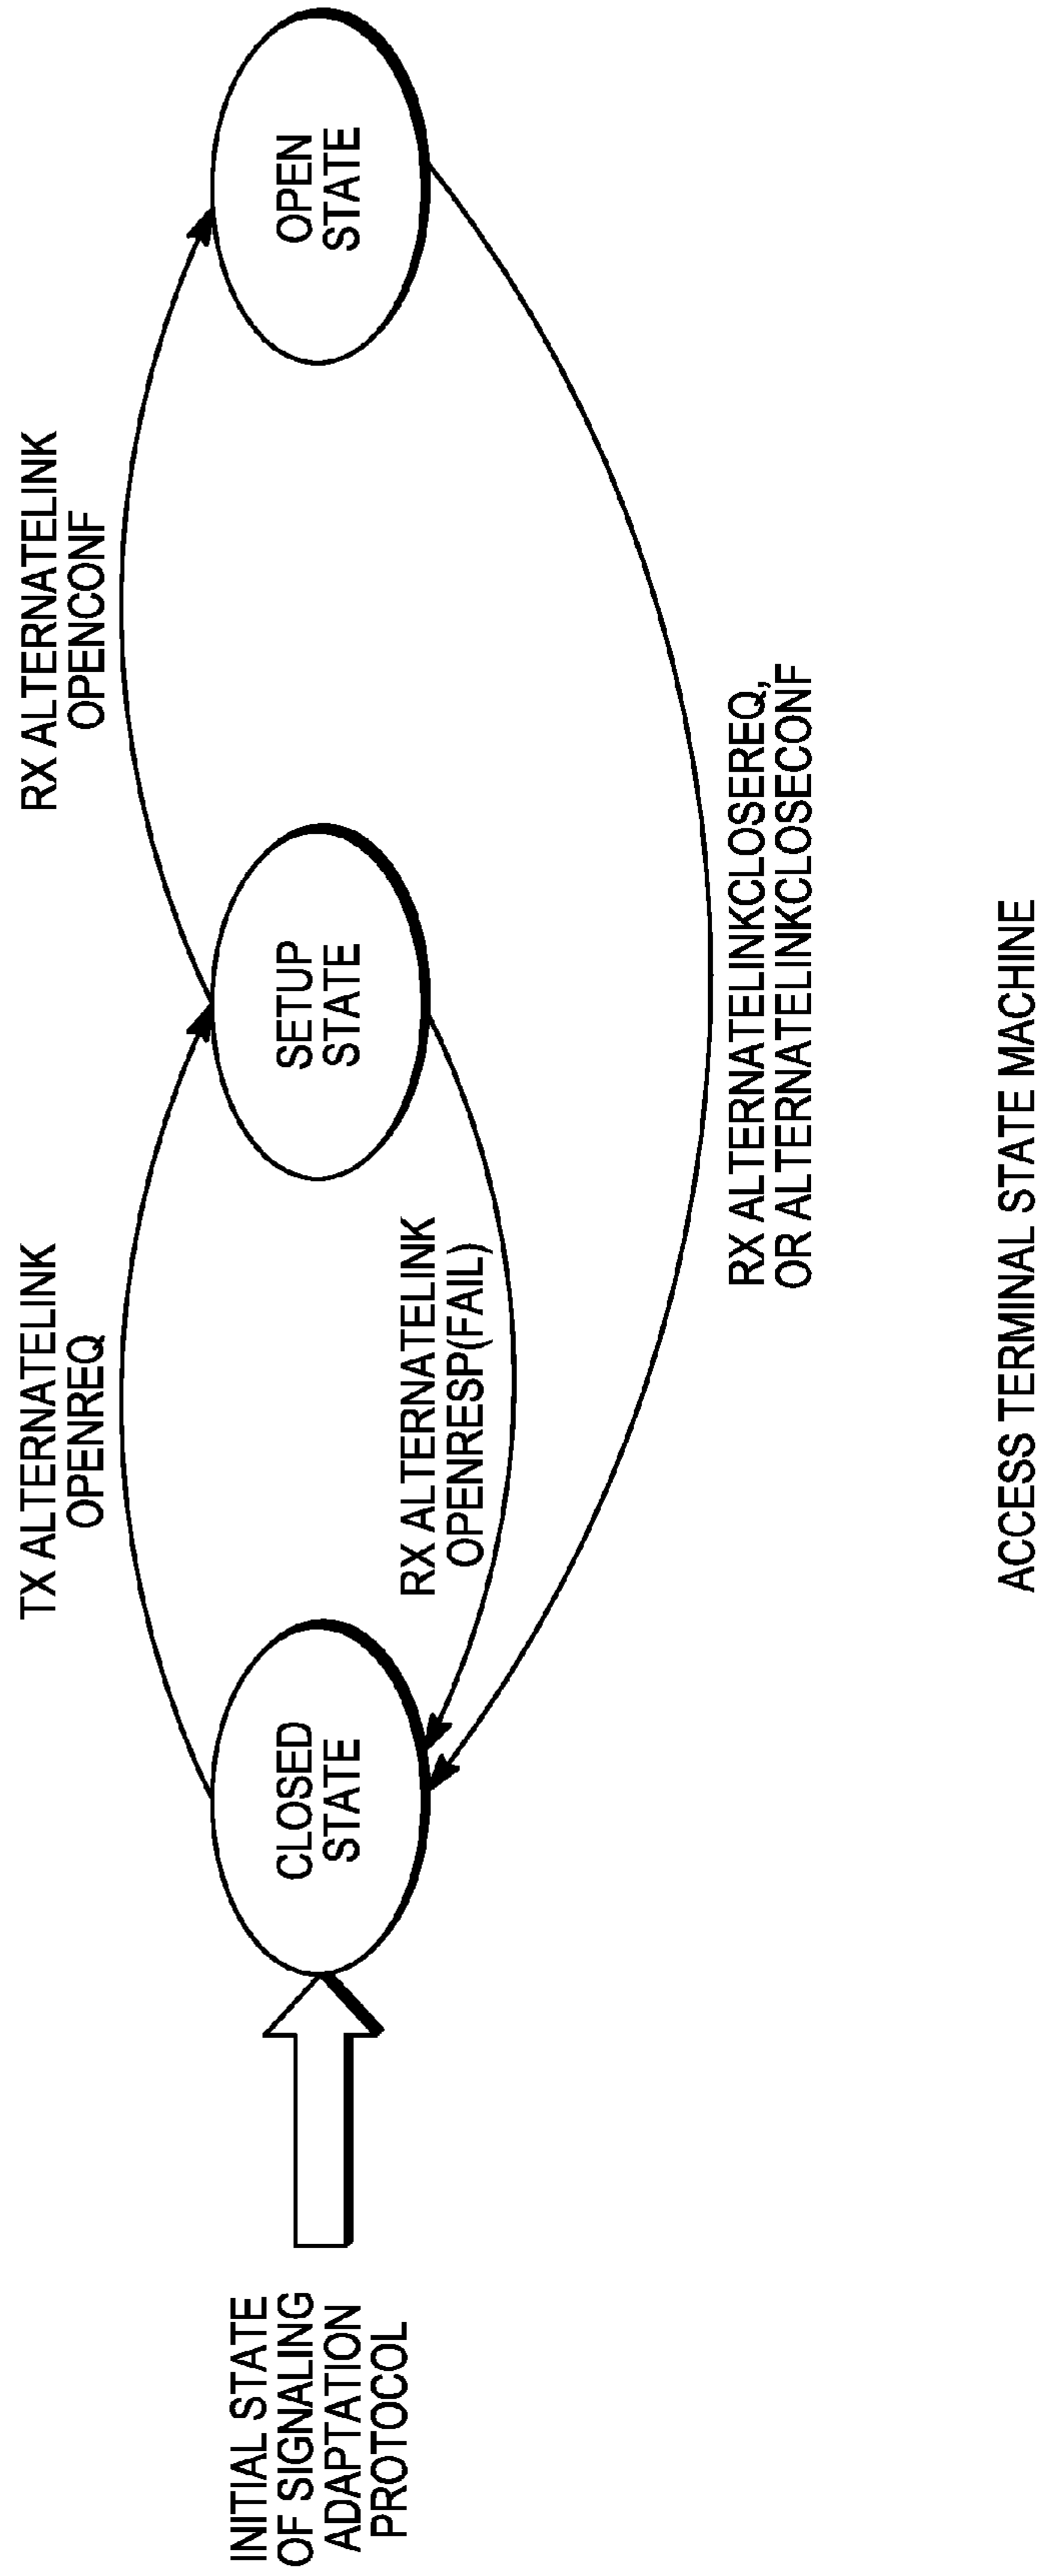 INITIAL STATE
OF SIGNALING
ADAPTATION
PROTOCOL
CLOSED
STATE
TX ALTERNATELINK
OPENREQ
RX ALTERNATELINK
OPENRESP(FAIL)
SETUP
STATE
RX ALTERNATELINK
OPENCONF
OPEN
STATE
RX ALTERNATELINKCLOSEREQ,
OR ALTERNATELINKCLOSECONF
ACCESS TERMINAL STATE MACHINE